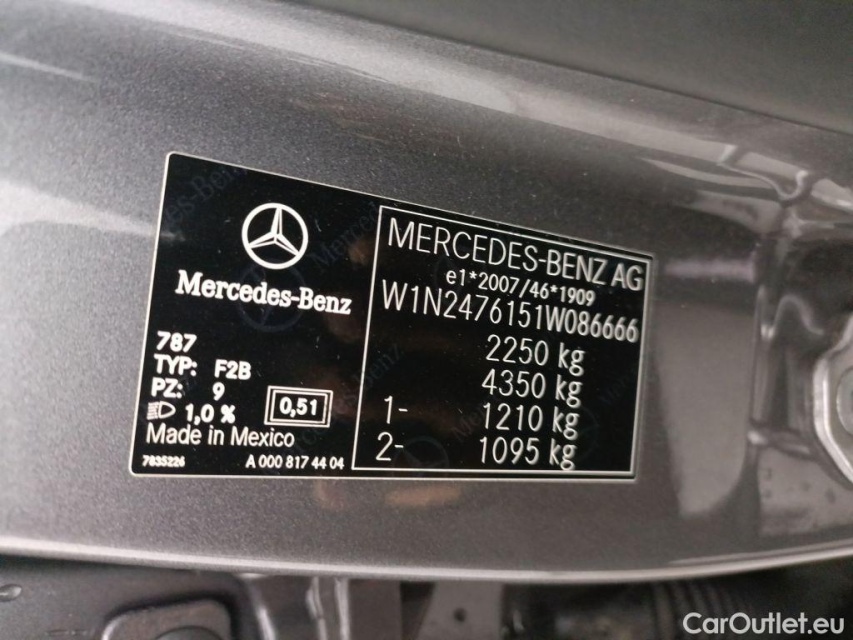 Mercedes-Benz
787
TYP: F2B
PZ: 9
1,0 %
0,51
Made in Mexico
7835226
A 000 817 44 04
MERCEDES-BENZ AG
e1*2007/46*1909
W1N2476151W086666
2250 kg
4350 kg
1- 1210 kg
2- 1095 kg
CarOutlet.eu